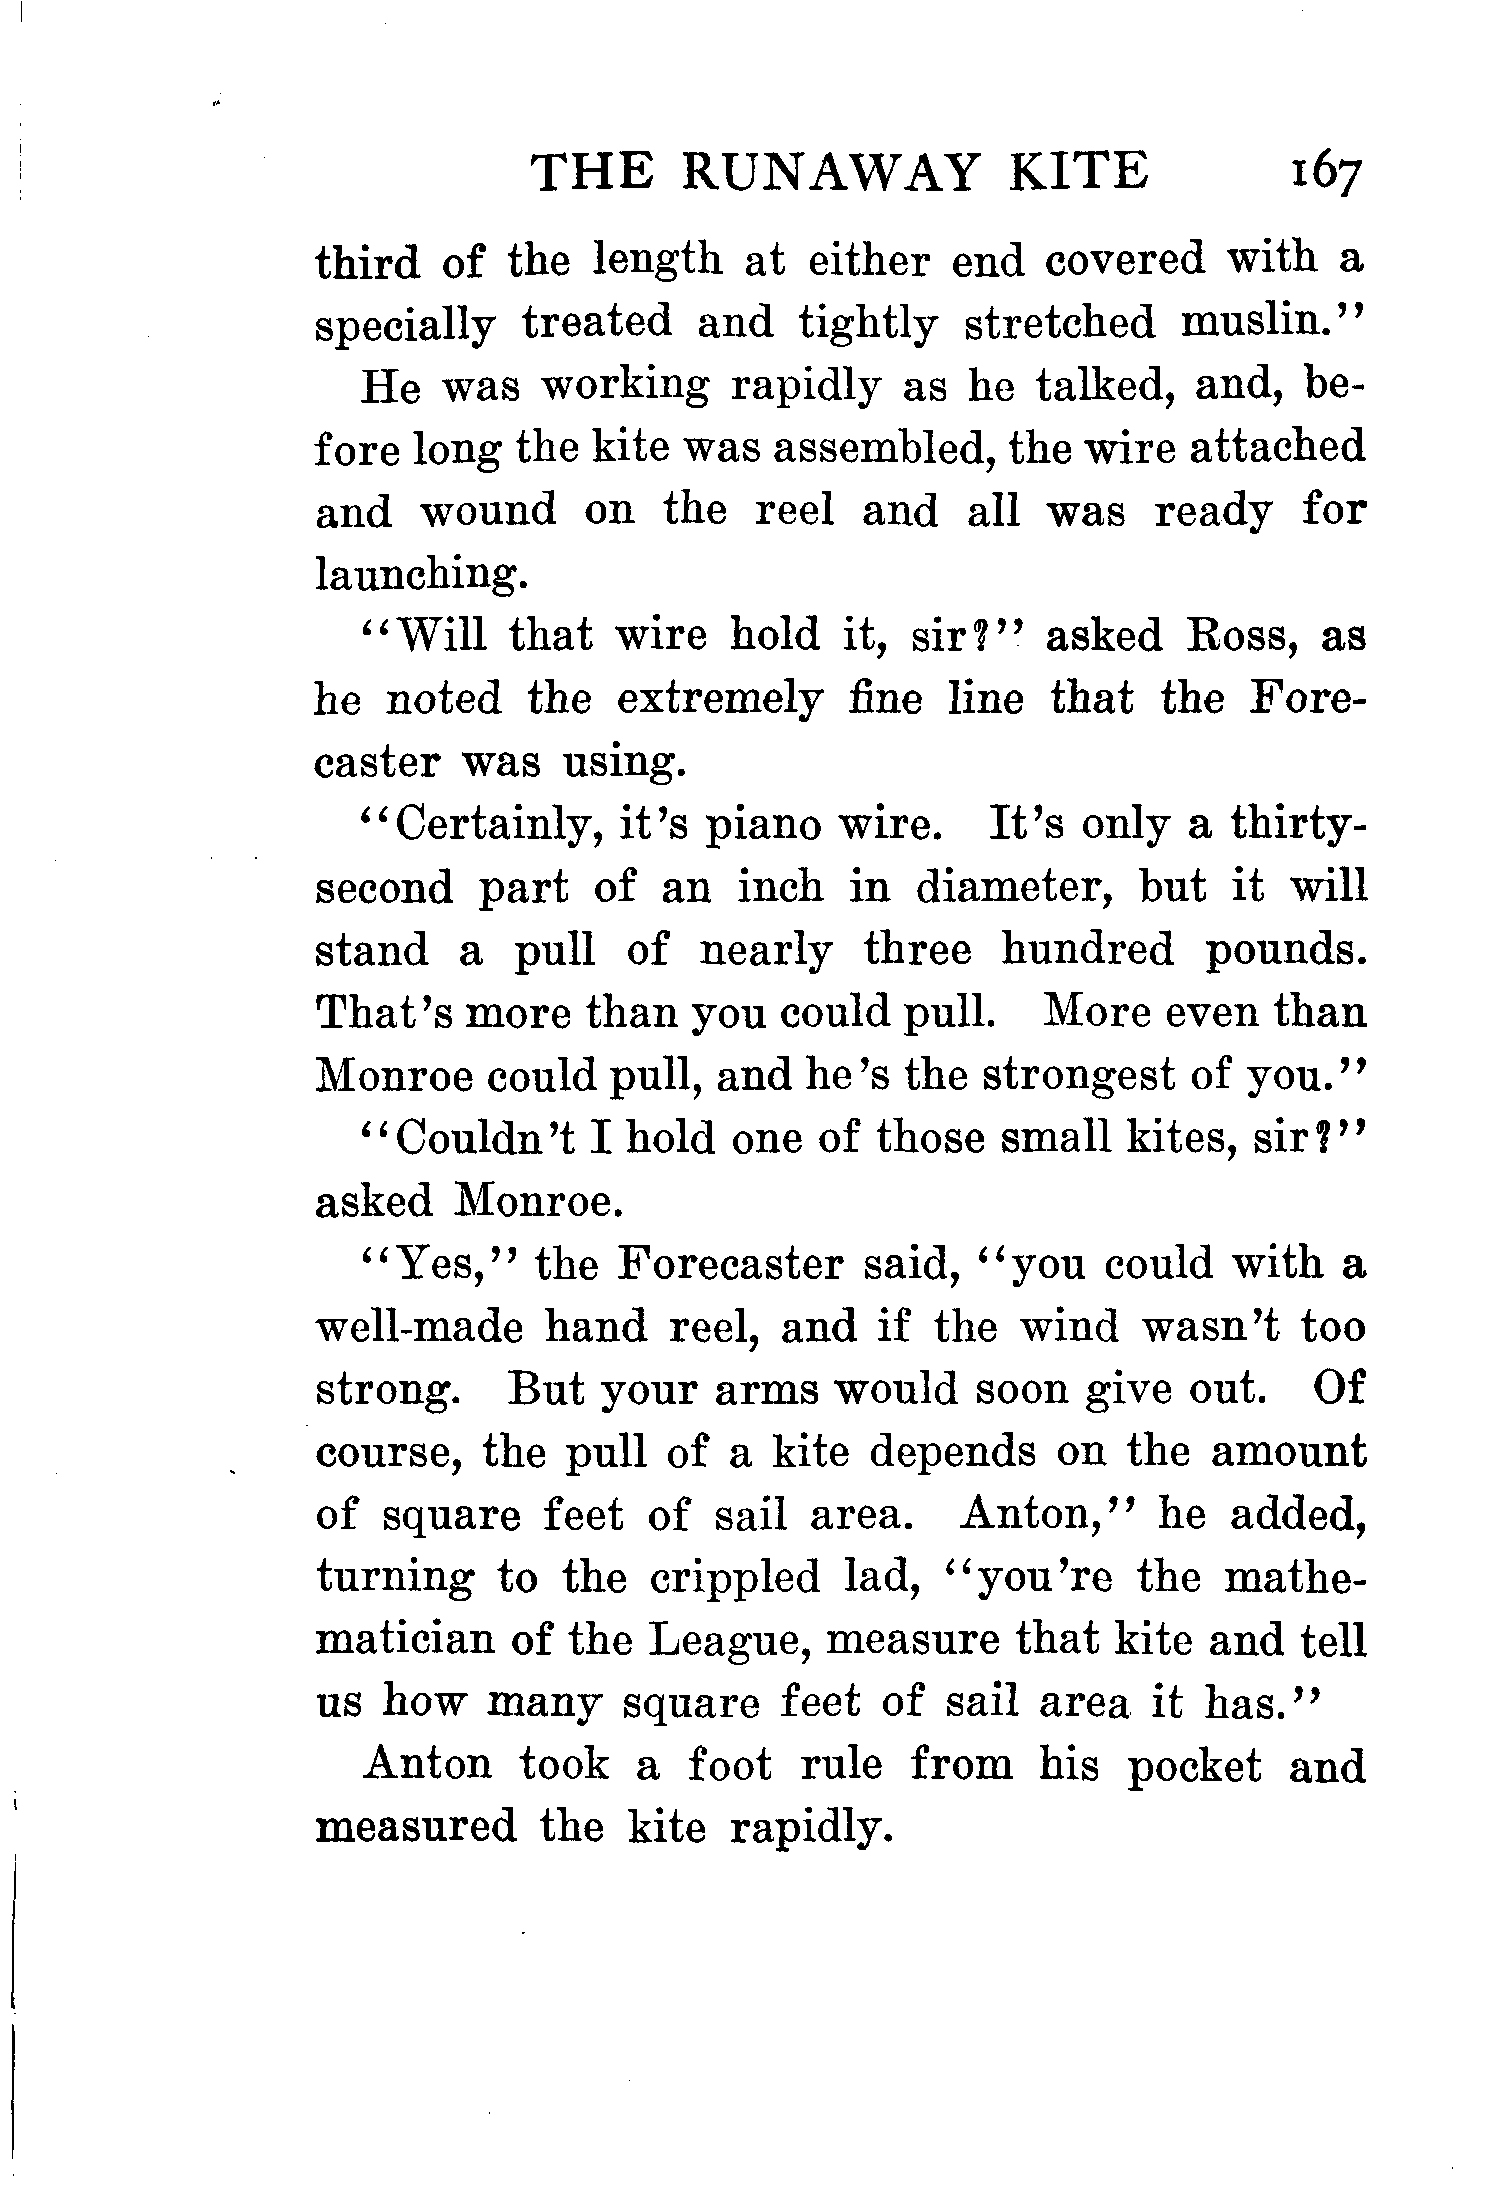 THE RUNAWAY KITE 167
third of the length at either end covered with a
specially treated and tightly stretched muslin.”
He was working rapidly as he talked, and, be-
fore long the kite was assembled, the wire attached
and wound on the reel and all was ready for
launching.
“Will that wire hold it, sir?” asked Ross, as
he noted the extremely fine line that the Fore-
caster was using.
“Certainly, it’s piano wire. It’s only a thirty-
second part of an inch in diameter, but it will
stand a pull of nearly three hundred pounds.
That’s more than you could pull. More even than
Monroe could pull, and he’s the strongest of you.”
“Couldn’t I hold one of those small kites, sir?”
asked Monroe.
“Yes,” the Forecaster said, “you could with a
well-made hand reel, and if the wind wasn’t too
strong. But your arms would soon give out. Of
course, the pull of a kite depends on the amount
of square feet of sail area. Anton,” he added,
turning to the crippled lad, “you’re the mathe-
matician of the League, measure that kite and tell
us how many square feet of sail area it has.”
Anton took a foot rule from his pocket and
measured the kite rapidly.